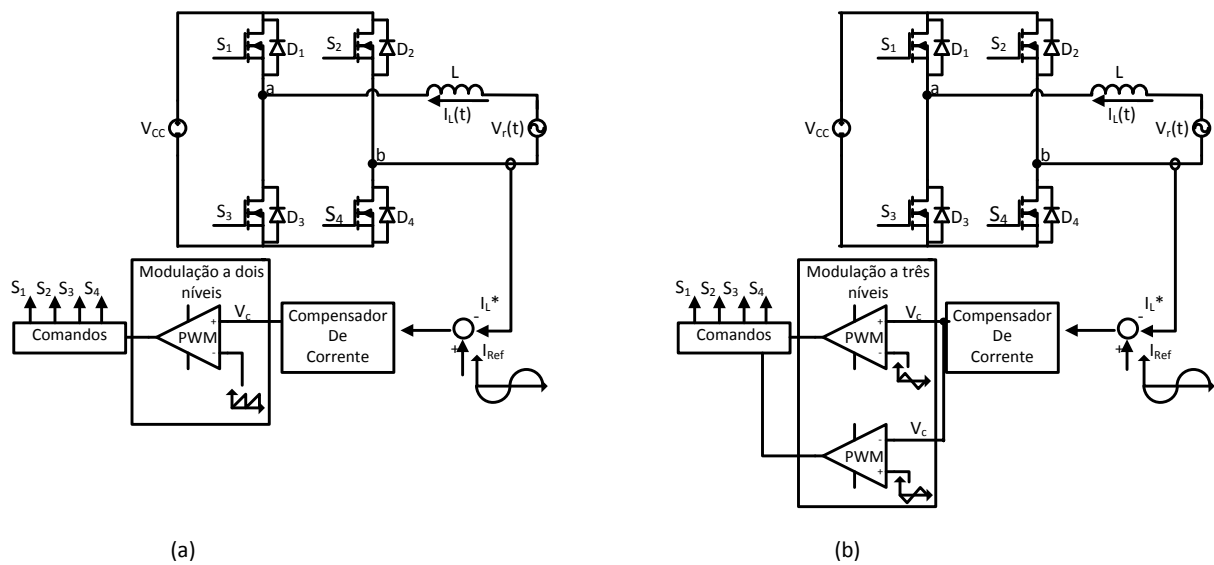 S1 D1 S2 D2
L
a
IL(t)
VCC
Vr(t)
b
S3 D3 S4 D4
Modulação a dois
níveis
S1 S2 S3 S4
Comandos
PWM
+
-
Vc
Compensador
De
Corrente
-
IL*
+
IRef
(a)
S1 D1 S2 D2
L
a
IL(t)
VCC
Vr(t)
b
S3 D3 S4 D4
Modulação a três
níveis
S1 S2 S3 S4
Comandos
PWM
+
-
Vc
Compensador
De
Corrente
-
IL*
+
IRef
PWM
-
+
Vc
(b)